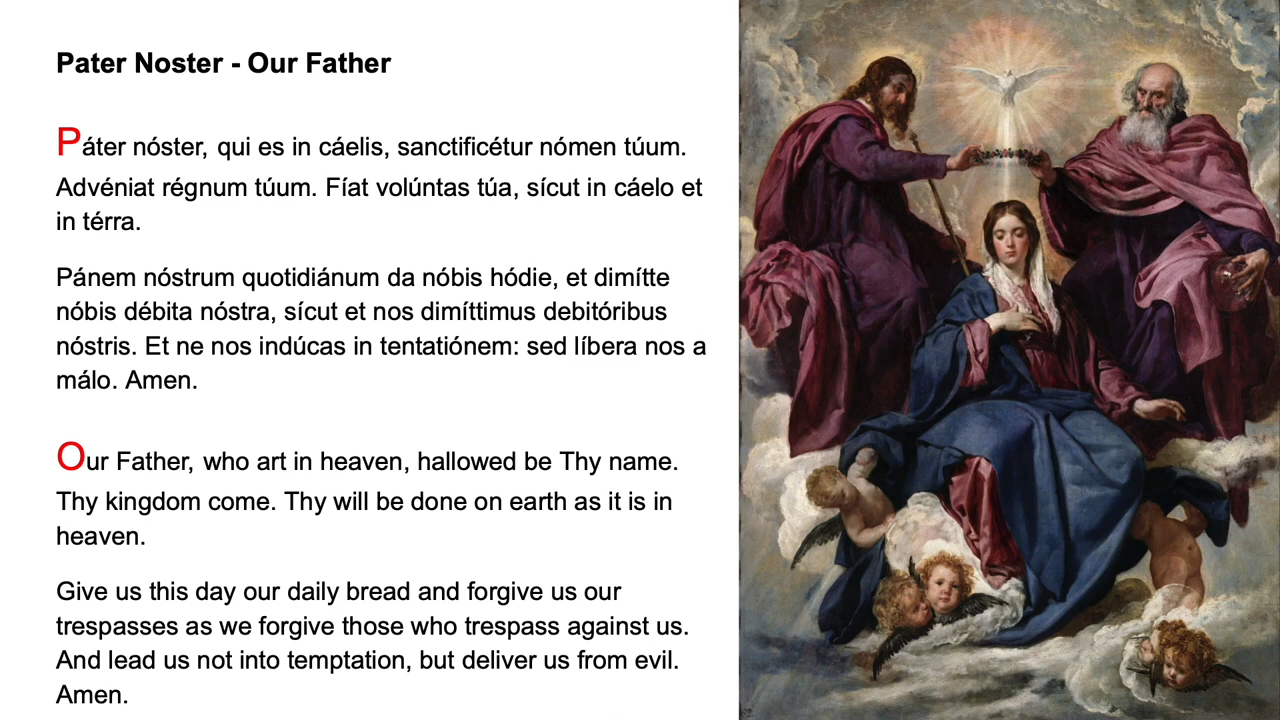 Pater Noster - Our Father
Páter nóster, qui es in cáelis, sanctificétur nómen túum.
Advéniat régnum túum. Fíat volúntas túa, sícut in cáelo et
in térra.
Pánem nóstrum quotidiánum da nóbis hódie, et dimítte
nóbis débita nóstra, sícut et nos dimíttimus debitóribus
nóstris. Et ne nos indúcas in tentatiónem: sed líbera nos a
málo. Amen.
Our Father, who art in heaven, hallowed be Thy name.
Thy kingdom come. Thy will be done on earth as it is in
heaven.
Give us this day our daily bread and forgive us our
trespasses as we forgive those who trespass against us.
And lead us not into temptation, but deliver us from evil.
Amen.